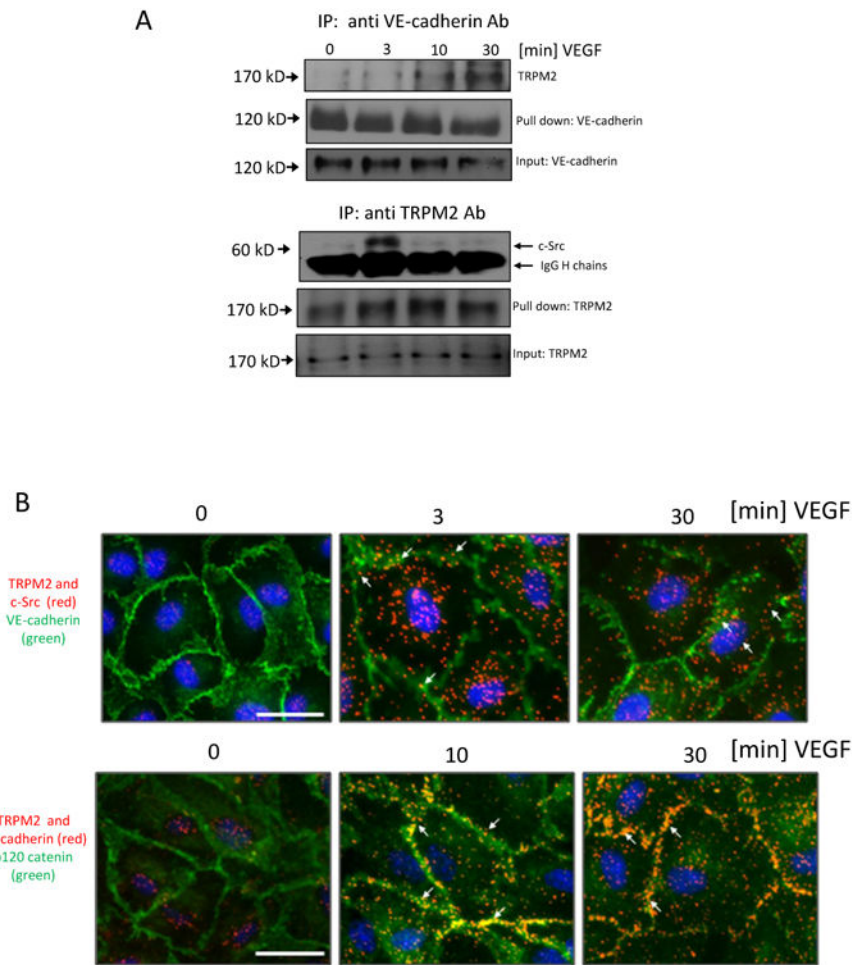 A
IP: anti VE-cadherin Ab
0 3 10 30 [min] VEGF
170 kD TRPM2
120 kD Pull down: VE-cadherin
120 kD Input: VE-cadherin
IP: anti TRPM2 Ab
60 kD c-Src
IgG H chains
170 kD Pull down: TRPM2
170 kD Input: TRPM2
B
0 3 30 [min] VEGF
TRPM2 and
c-Src (red)
VE-cadherin
(green)
0 10 30 [min] VEGF
TRPM2 and
cadherin (red)
p120 catenin
(green)